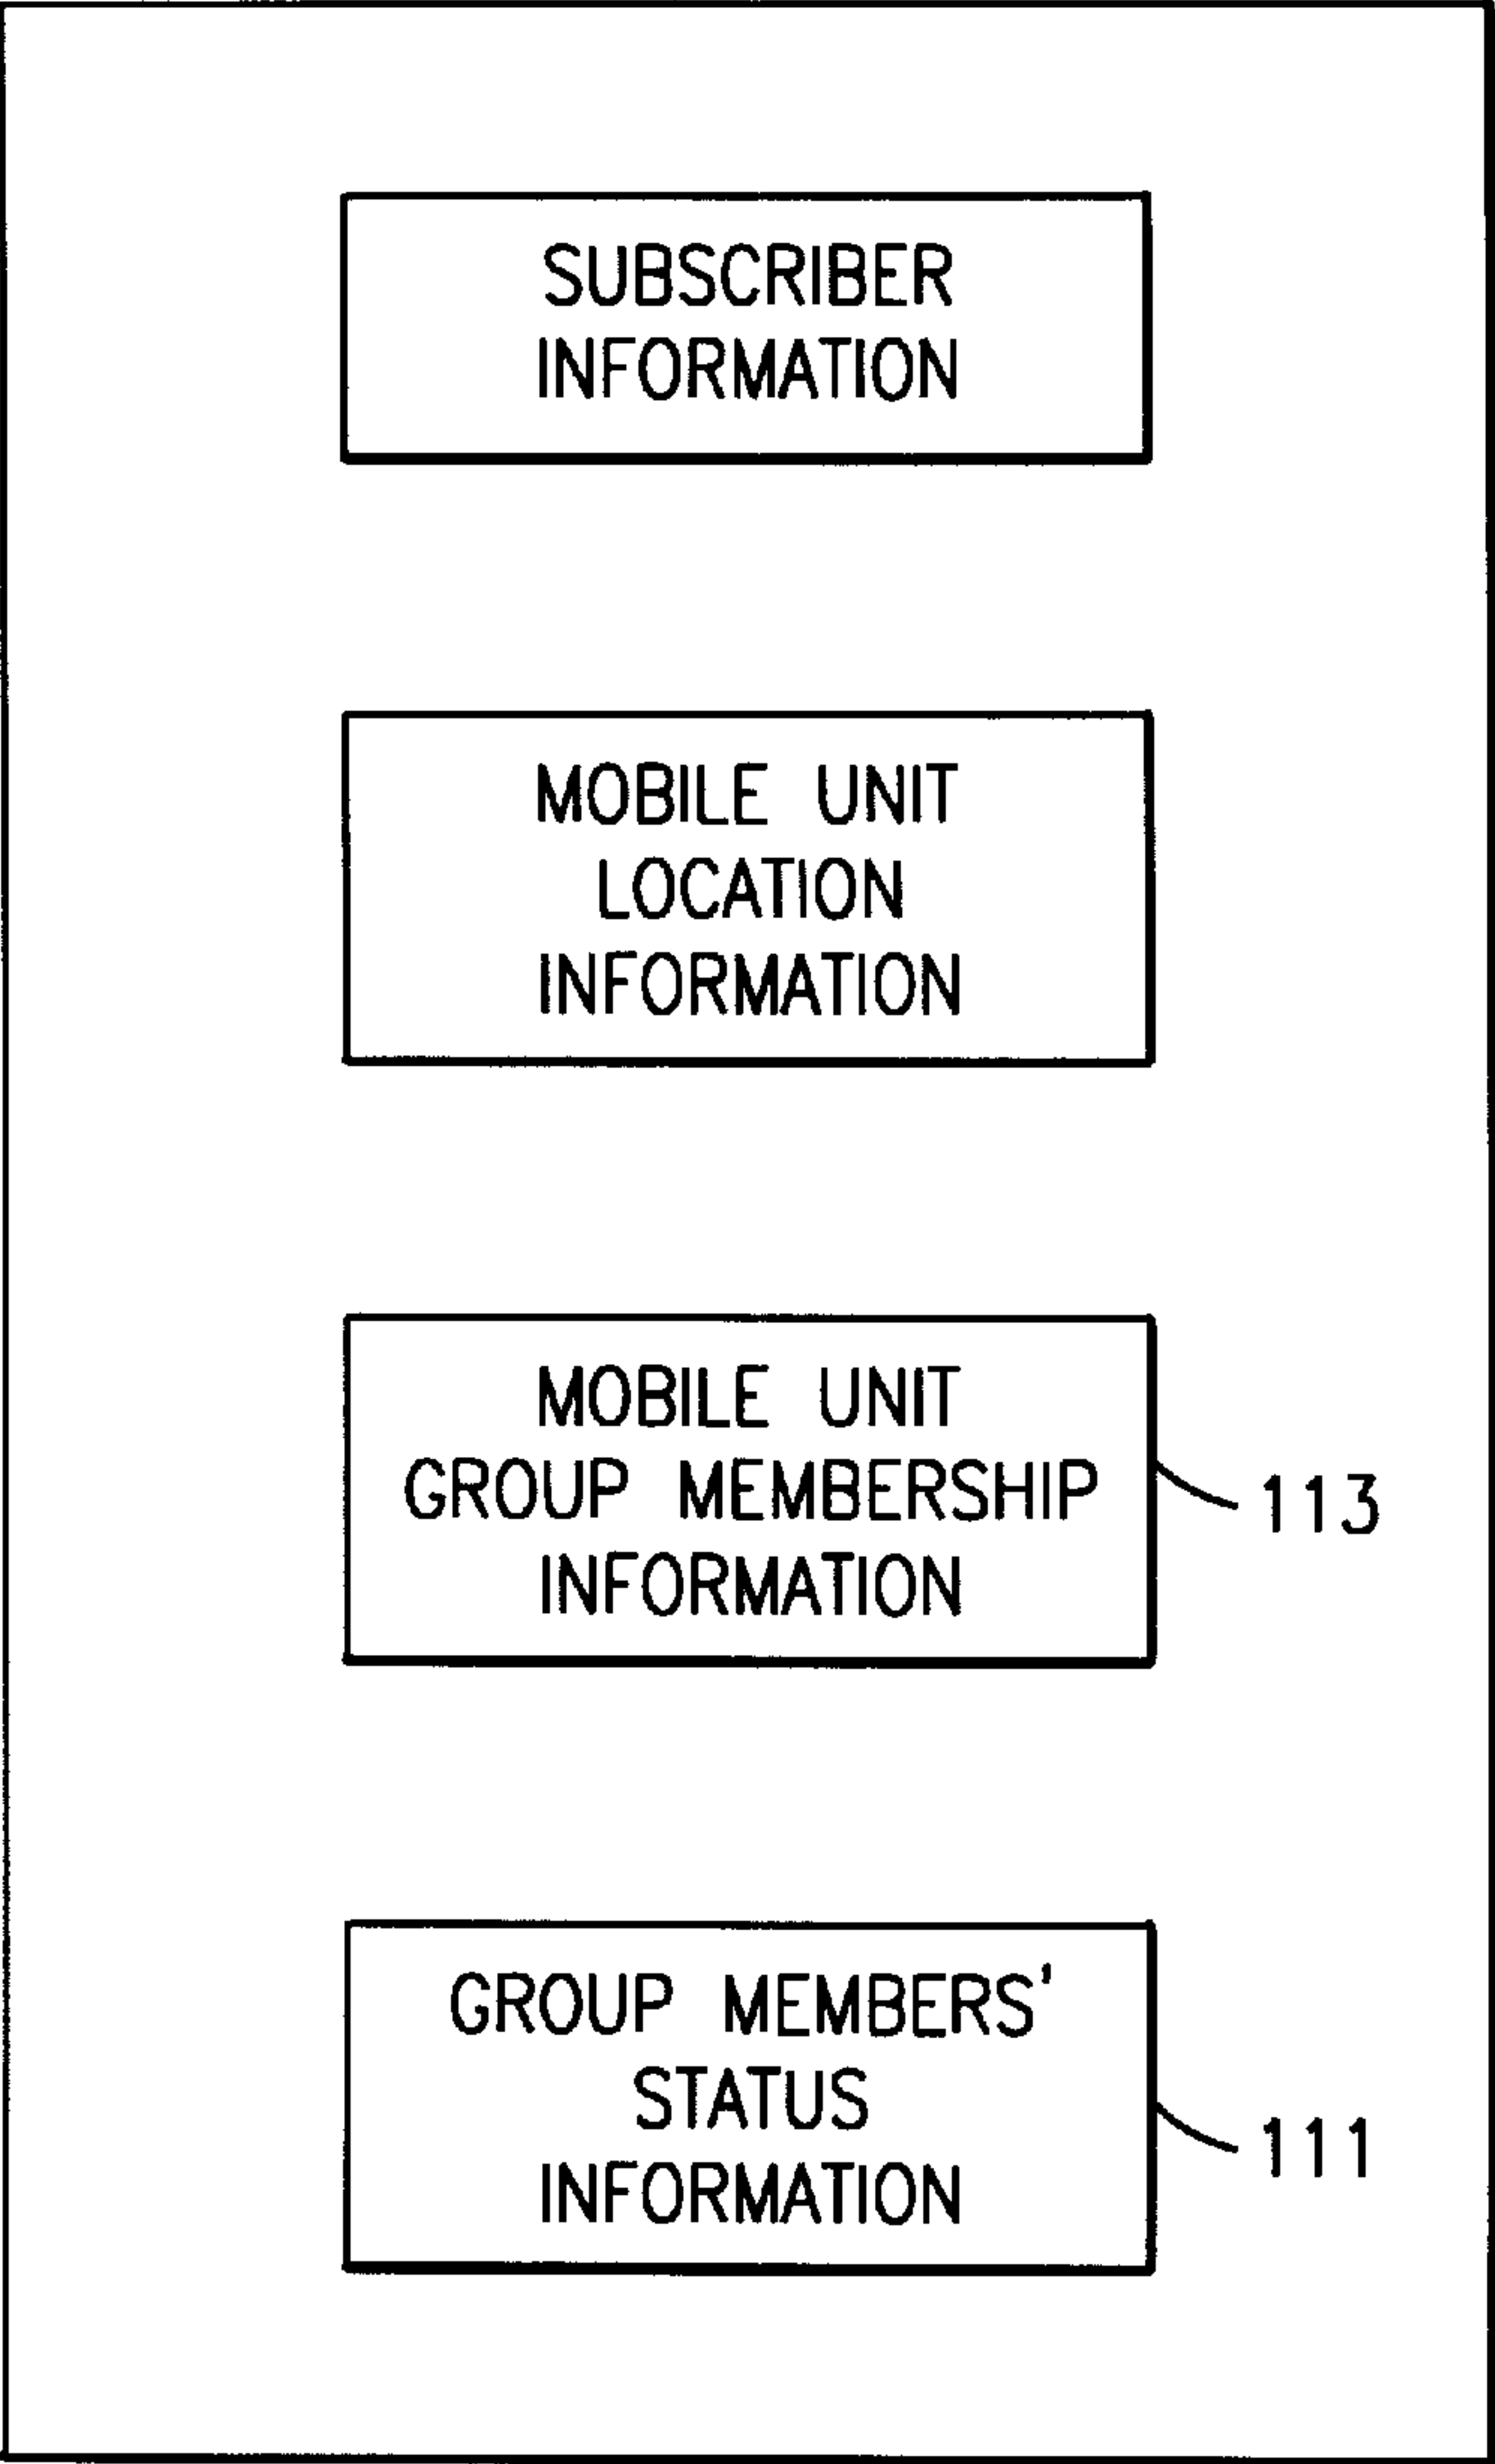 SUBSCRIBER
INFORMATION
MOBILE UNIT
LOCATION
INFORMATION
MOBILE UNIT
GROUP MEMBERSHIP
INFORMATION
113
GROUP MEMBERS'
STATUS
INFORMATION
111